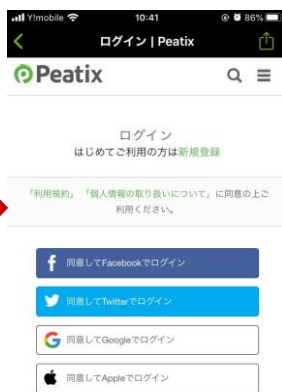 Y!mobile 10:41 86%
ログイン | Peatix
Peatix
ログイン
はじめてご利用の方は新規登録
「利用規約」「個人情報の取り扱いについて」に同意の上ご
利用ください。
同意してFacebookでログイン
同意してTwitterでログイン
同意してGoogleでログイン
同意してAppleでログイン